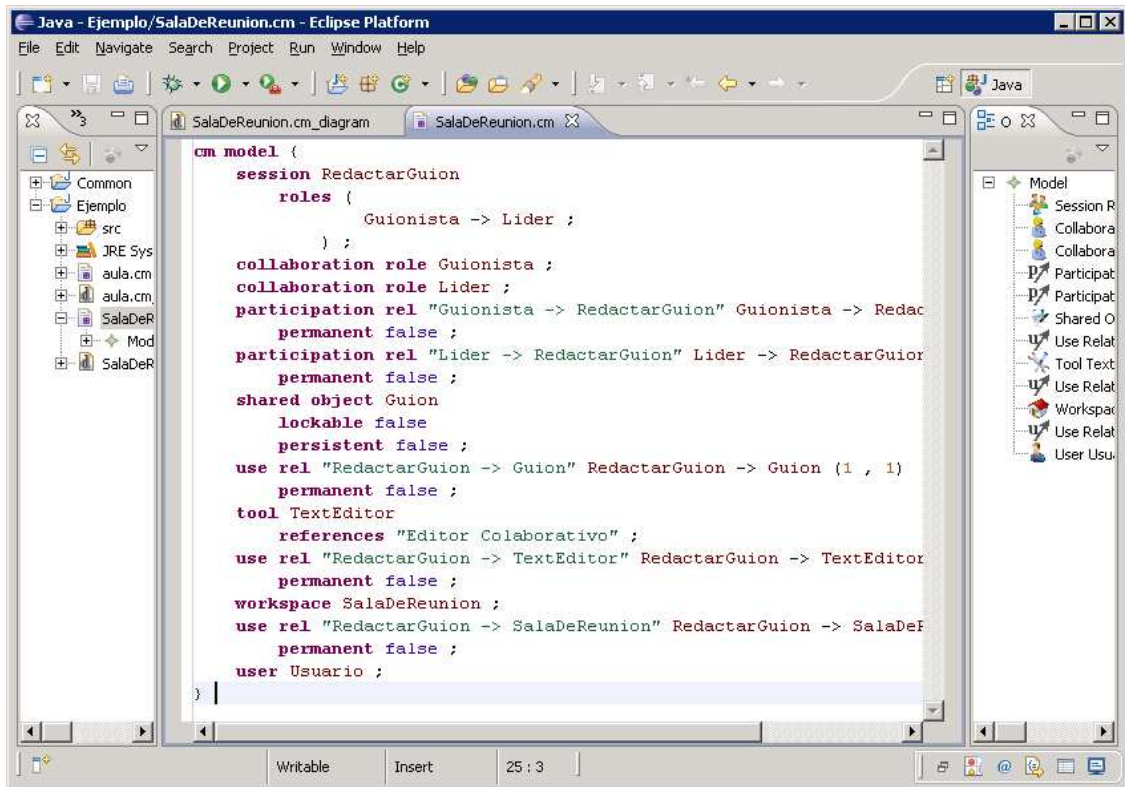 Java - Ejemplo/SalaDeReunion.cm - Eclipse Platform
File Edit Navigate Search Project Run Window Help
Java
3
SalaDeReunion.cm_diagram
SalaDeReunion.cm
o
Common
Ejemplo
src
JRE Sys
aula.cm
aula.cm_
SalaDeR
Mod
SalaDeR
cm model {
session RedactarGuion
roles (
Guionista -> Lider ;
) ;
collaboration role Guionista ;
collaboration role Lider ;
participation rel "Guionista -> RedactarGuion" Guionista -> Redac
permanent false ;
participation rel "Lider -> RedactarGuion" Lider -> RedactarGuior
permanent false ;
shared object Guion
lockable false
persistent false ;
use rel "RedactarGuion -> Guion" RedactarGuion -> Guion (1 , 1)
permanent false ;
tool TextEditor
references "Editor Colaborativo" ;
use rel "RedactarGuion -> TextEditor" RedactarGuion -> TextEditor
permanent false ;
workspace SalaDeReunion ;
use rel "RedactarGuion -> SalaDeReunion" RedactarGuion -> SalaDeF
permanent false ;
user Usuario ;
}
Model
Session R
Collabora
Collabora
Participat
Participat
Shared O
Use Relat
Tool Text
Use Relat
Workspac
Use Relat
User Usu
Writable
Insert
25 : 3